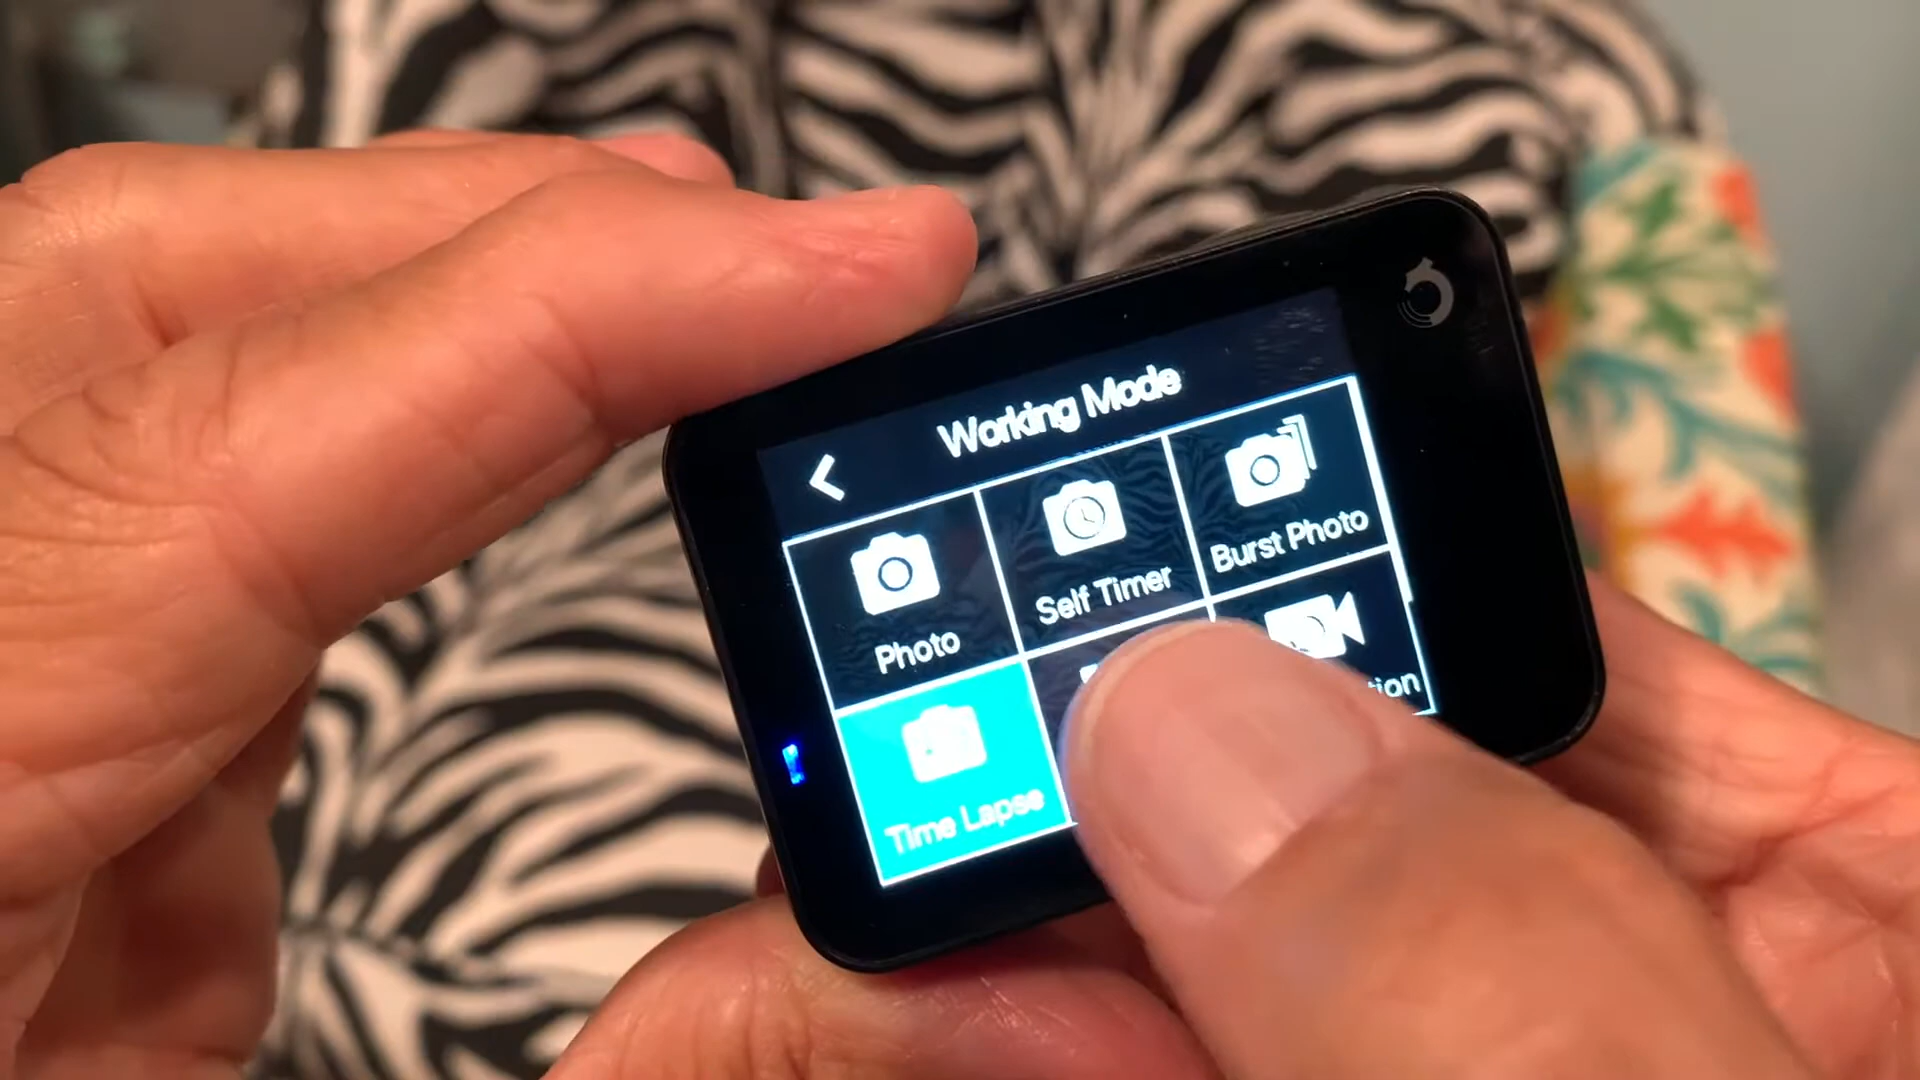 Working Mode
Photo
Self Timer
Burst Photo
Time Lapse